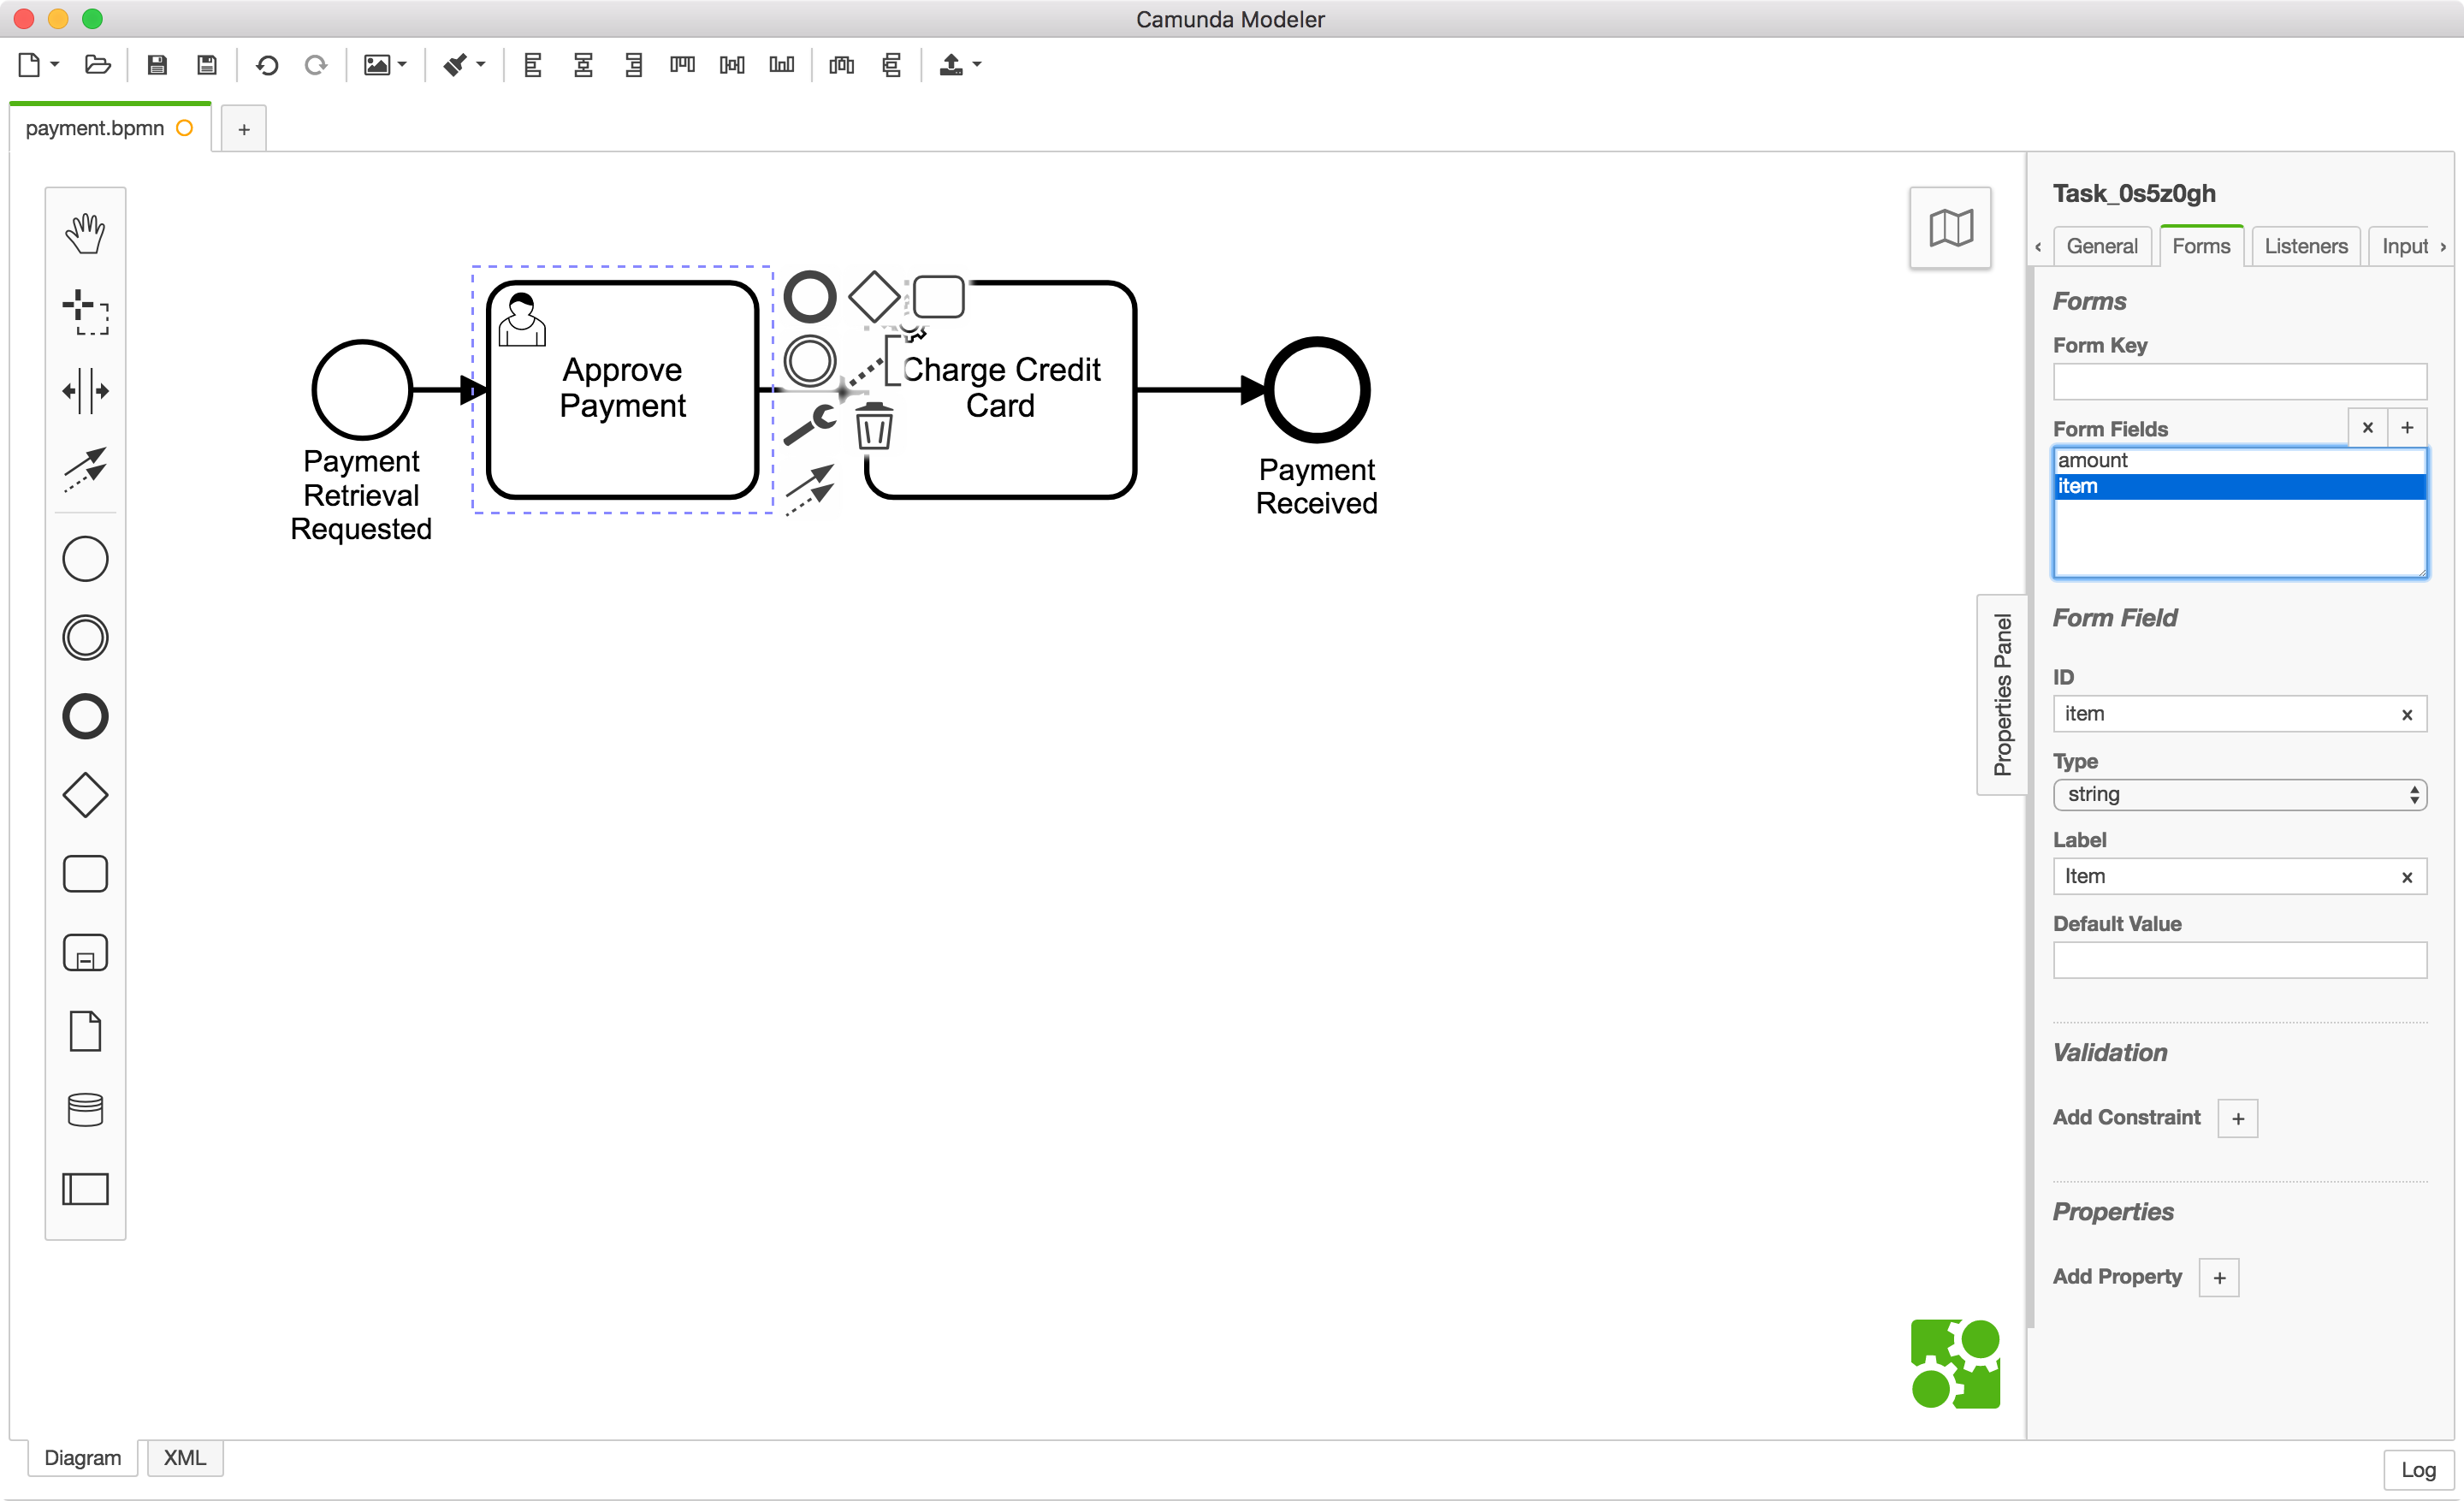 Camunda Modeler
payment.bpmn
+
Payment
Retrieval
Requested
Approve
Payment
Charge Credit
Card
Payment
Received
Properties Panel
Task_0s5z0gh
General
Forms
Listeners
Input
Forms
Form Key
Form Fields
x
+
amount
item
Form Field
ID
item
x
Type
string
Label
Item
x
Default Value
Validation
Add Constraint
+
Properties
Add Property
+
Diagram
XML
Log